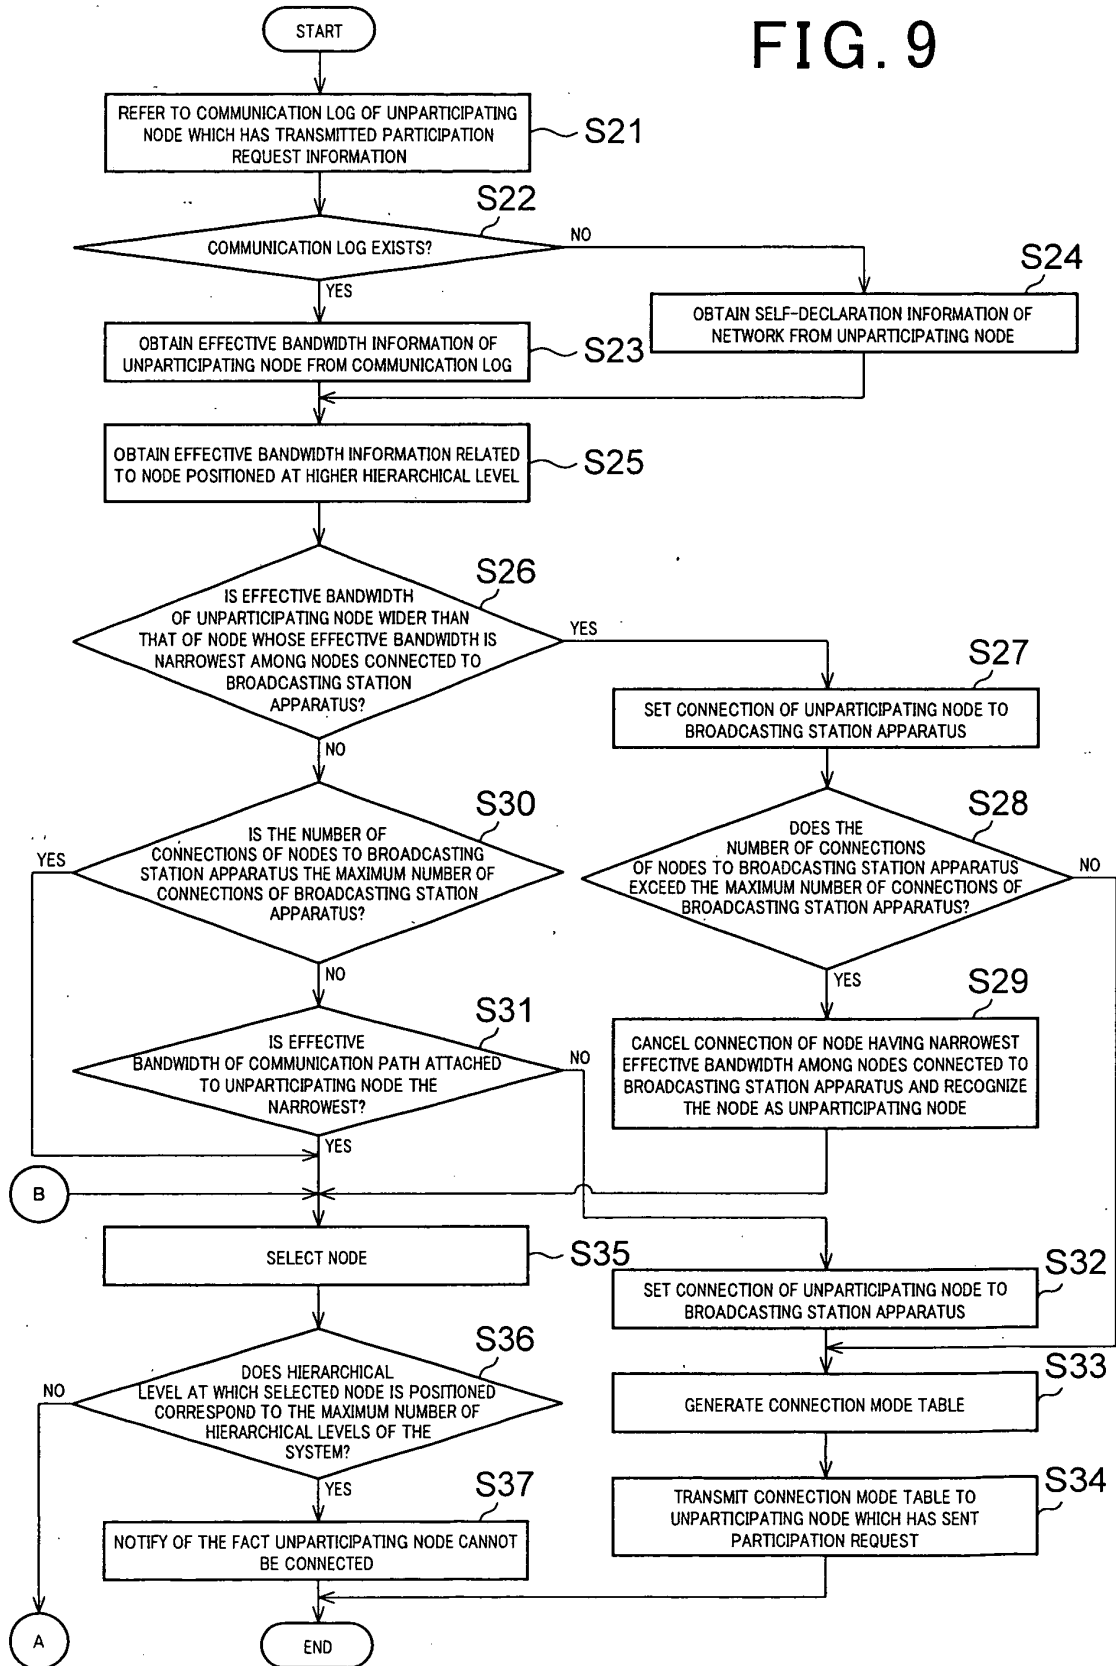 FIG. 9
START
REFER TO COMMUNICATION LOG OF UNPARTICIPATING
NODE WHICH HAS TRANSMITTED PARTICIPATION
REQUEST INFORMATION
S21
S22
COMMUNICATION LOG EXISTS?
NO
YES
S24
OBTAIN SELF-DECLARATION INFORMATION OF
NETWORK FROM UNPARTICIPATING NODE
OBTAIN EFFECTIVE BANDWIDTH INFORMATION OF
UNPARTICIPATING NODE FROM COMMUNICATION LOG
S23
OBTAIN EFFECTIVE BANDWIDTH INFORMATION RELATED
TO NODE POSITIONED AT HIGHER HIERARCHICAL LEVEL
S25
S26
IS EFFECTIVE BANDWIDTH
OF UNPARTICIPATING NODE WIDER THAN
THAT OF NODE WHOSE EFFECTIVE BANDWIDTH IS
NARROWEST AMONG NODES CONNECTED TO
BROADCASTING STATION
APPARATUS?
YES
NO
S27
SET CONNECTION OF UNPARTICIPATING NODE TO
BROADCASTING STATION APPARATUS
S28
DOES THE
NUMBER OF CONNECTIONS
OF NODES TO BROADCASTING STATION APPARATUS
EXCEED THE MAXIMUM NUMBER OF CONNECTIONS OF
BROADCASTING STATION APPARATUS?
NO
YES
S30
IS THE NUMBER OF
CONNECTIONS OF NODES TO BROADCASTING
STATION APPARATUS THE MAXIMUM NUMBER OF
CONNECTIONS OF BROADCASTING STATION
APPARATUS?
YES
NO
S29
CANCEL CONNECTION OF NODE HAVING NARROWEST
EFFECTIVE BANDWIDTH AMONG NODES CONNECTED TO
BROADCASTING STATION APPARATUS AND RECOGNIZE
THE NODE AS UNPARTICIPATING NODE
S31
IS EFFECTIVE
BANDWIDTH OF COMMUNICATION PATH ATTACHED
TO UNPARTICIPATING NODE THE
NARROWEST?
NO
YES
B
SELECT NODE
S35
S32
SET CONNECTION OF UNPARTICIPATING NODE TO
BROADCASTING STATION APPARATUS
S33
GENERATE CONNECTION MODE TABLE
S36
DOES HIERARCHICAL
LEVEL AT WHICH SELECTED NODE IS POSITIONED
CORRESPOND TO THE MAXIMUM NUMBER OF
HIERARCHICAL LEVELS OF THE
SYSTEM?
NO
YES
S34
TRANSMIT CONNECTION MODE TABLE TO
UNPARTICIPATING NODE WHICH HAS SENT
PARTICIPATION REQUEST
S37
NOTIFY OF THE FACT UNPARTICIPATING NODE CANNOT
BE CONNECTED
A
END